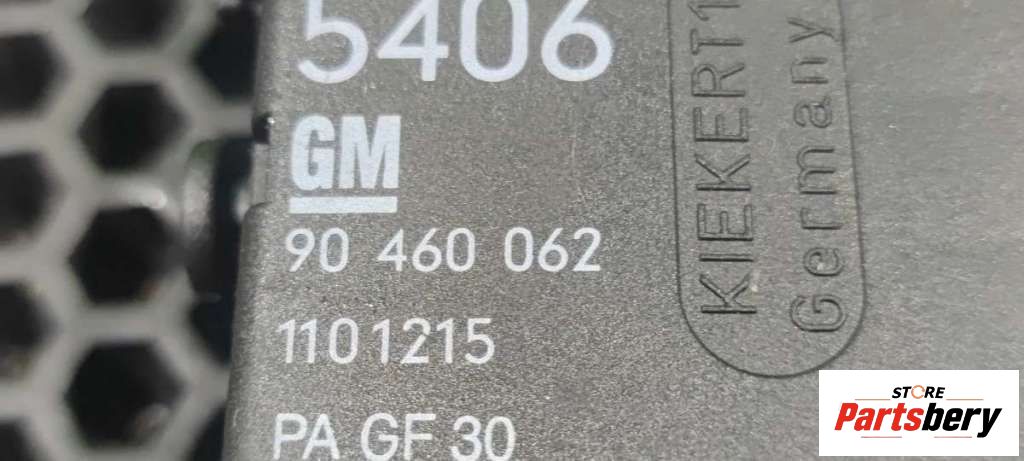 5406
GM
90 460 062
1101215
PA GF 30
KIEKERT
Germany
STORE
Partsbery